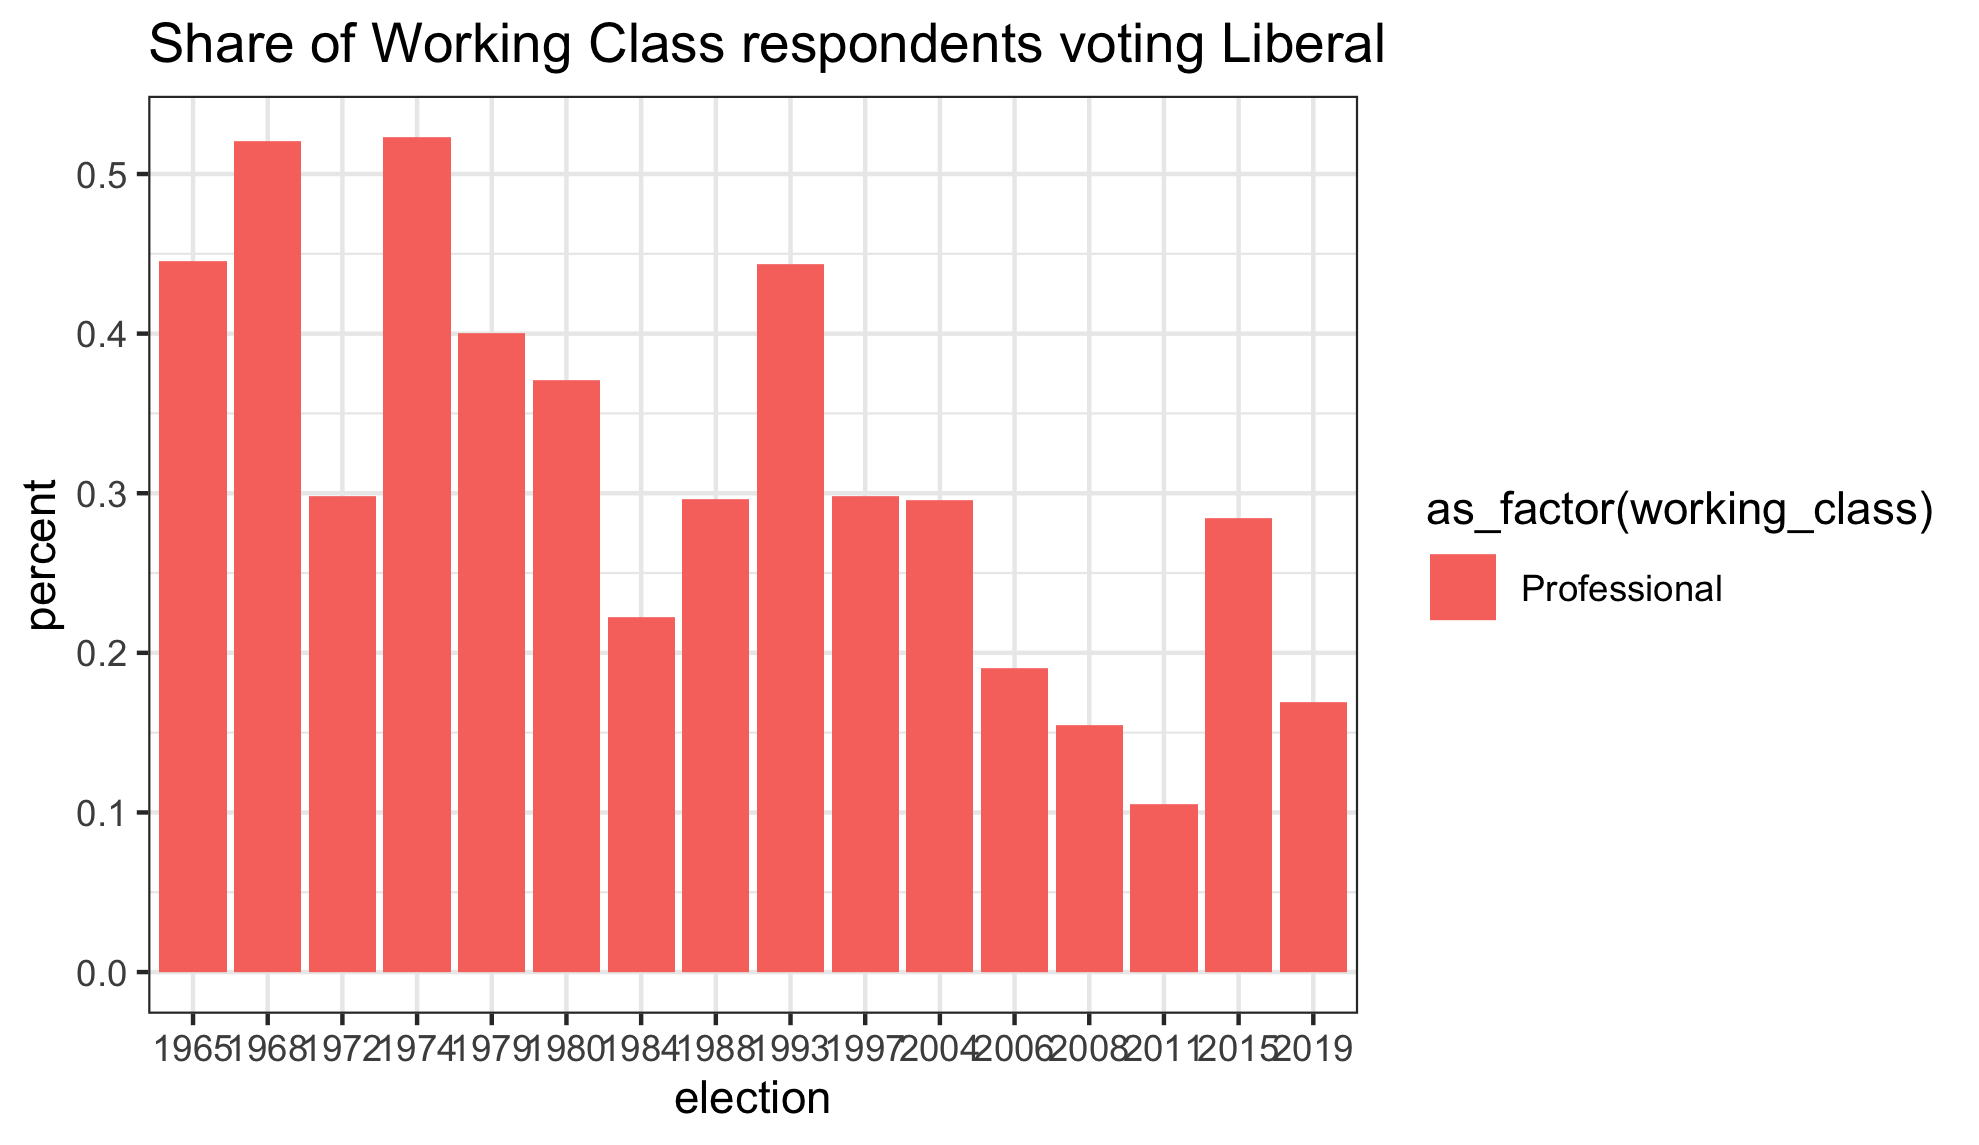 Share of Working Class respondents voting Liberal
percent
0.5
0.4
0.3
0.2
0.1
0.0
1965 1968 1972 1974 1979 1980 1984 1988 1993 1997 2004 2006 2008 2011 2015 2019
election
as_factor(working_class)
Professional